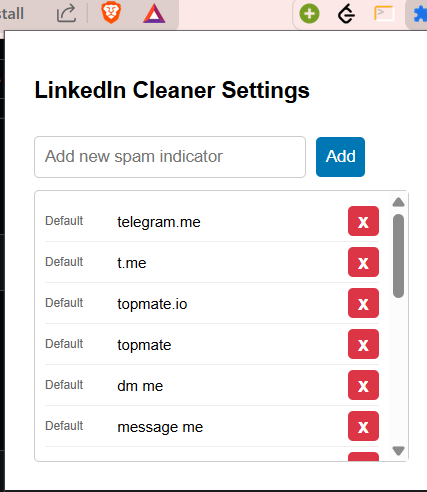 stall
LinkedIn Cleaner Settings
Add new spam indicator
Add
Default telegram.me x
Default t.me x
Default topmate.io x
Default topmate x
Default dm me x
Default message me x